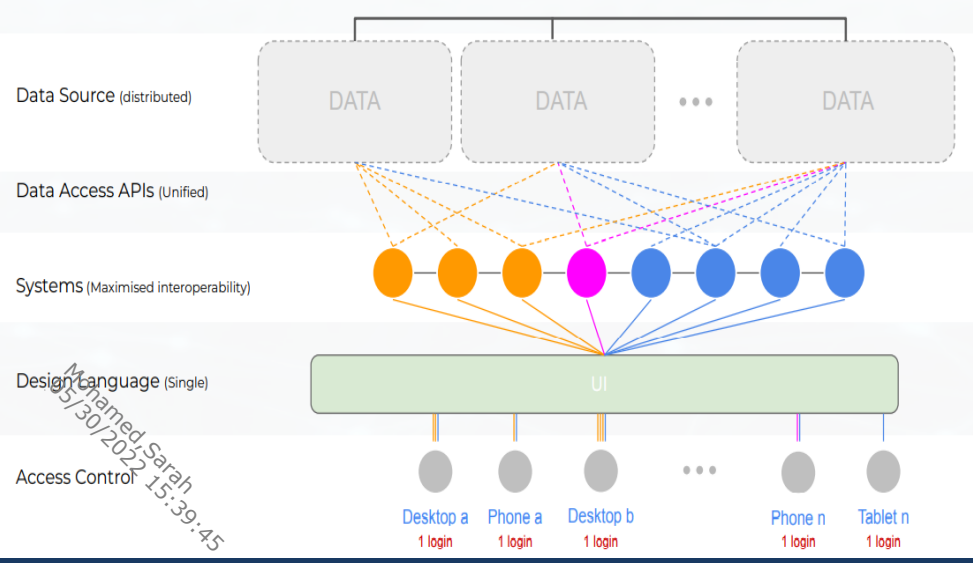 Data Source (distributed)
DATA
DATA
DATA
Data Access APIs (Unified)
Systems (Maximised interoperability)
Design Language (Single)
UI
Access Control
Desktop a
1 login
Phone a
1 login
Desktop b
1 login
Phone n
1 login
Tablet n
1 login
Mohamed,Sarah
05/30/2022 15:39:45